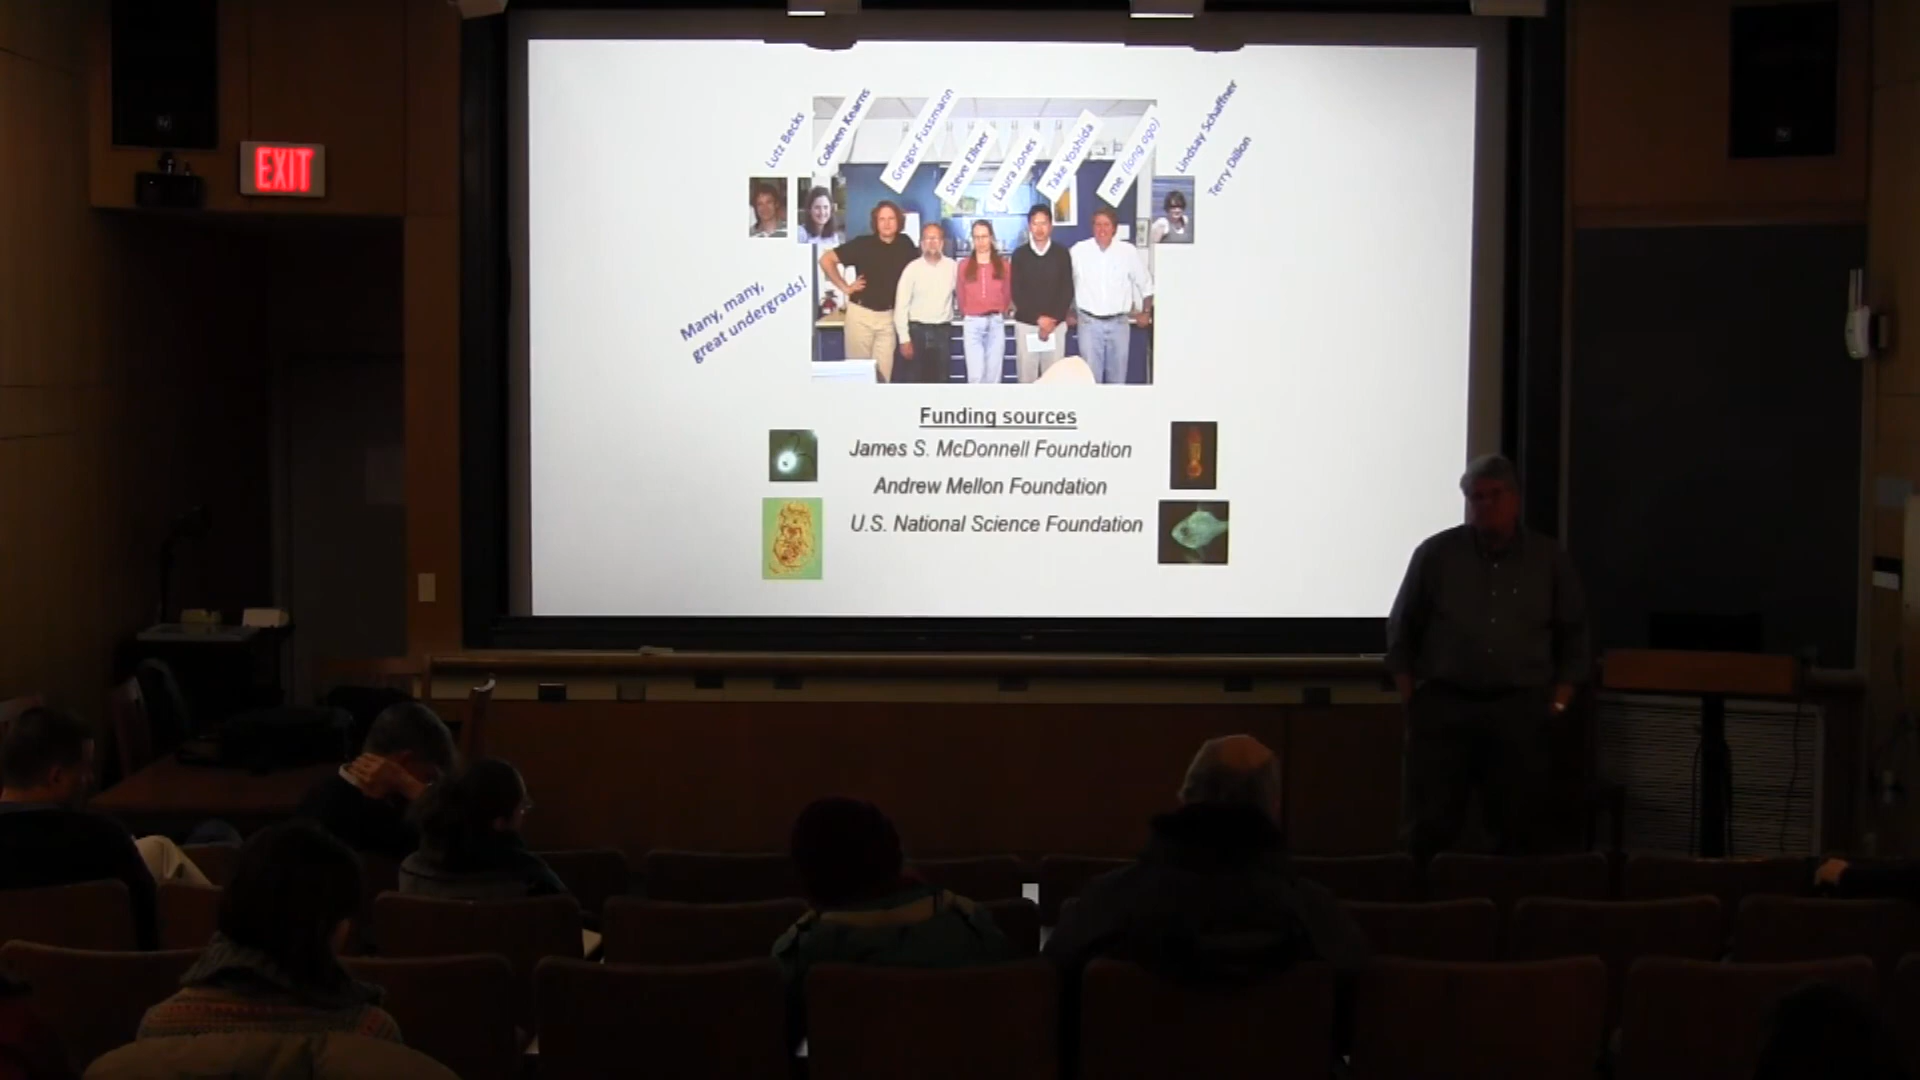 EXIT
Lutz Becks
Colleen Kearns
Gregor Fussmann
Steve Ellner
Laura Jones
Take Yoshida
me (long ago)
Lindsay Schaffner
Terry Dillon
Many, many,
great undergrads!
Funding sources
James S. McDonnell Foundation
Andrew Mellon Foundation
U.S. National Science Foundation